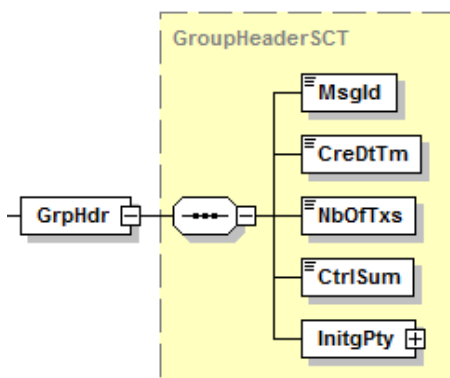 GroupHeaderSCT
MsgId
CreDtTm
GrpHdr
NbOfTxs
CtrlSum
InitgPty